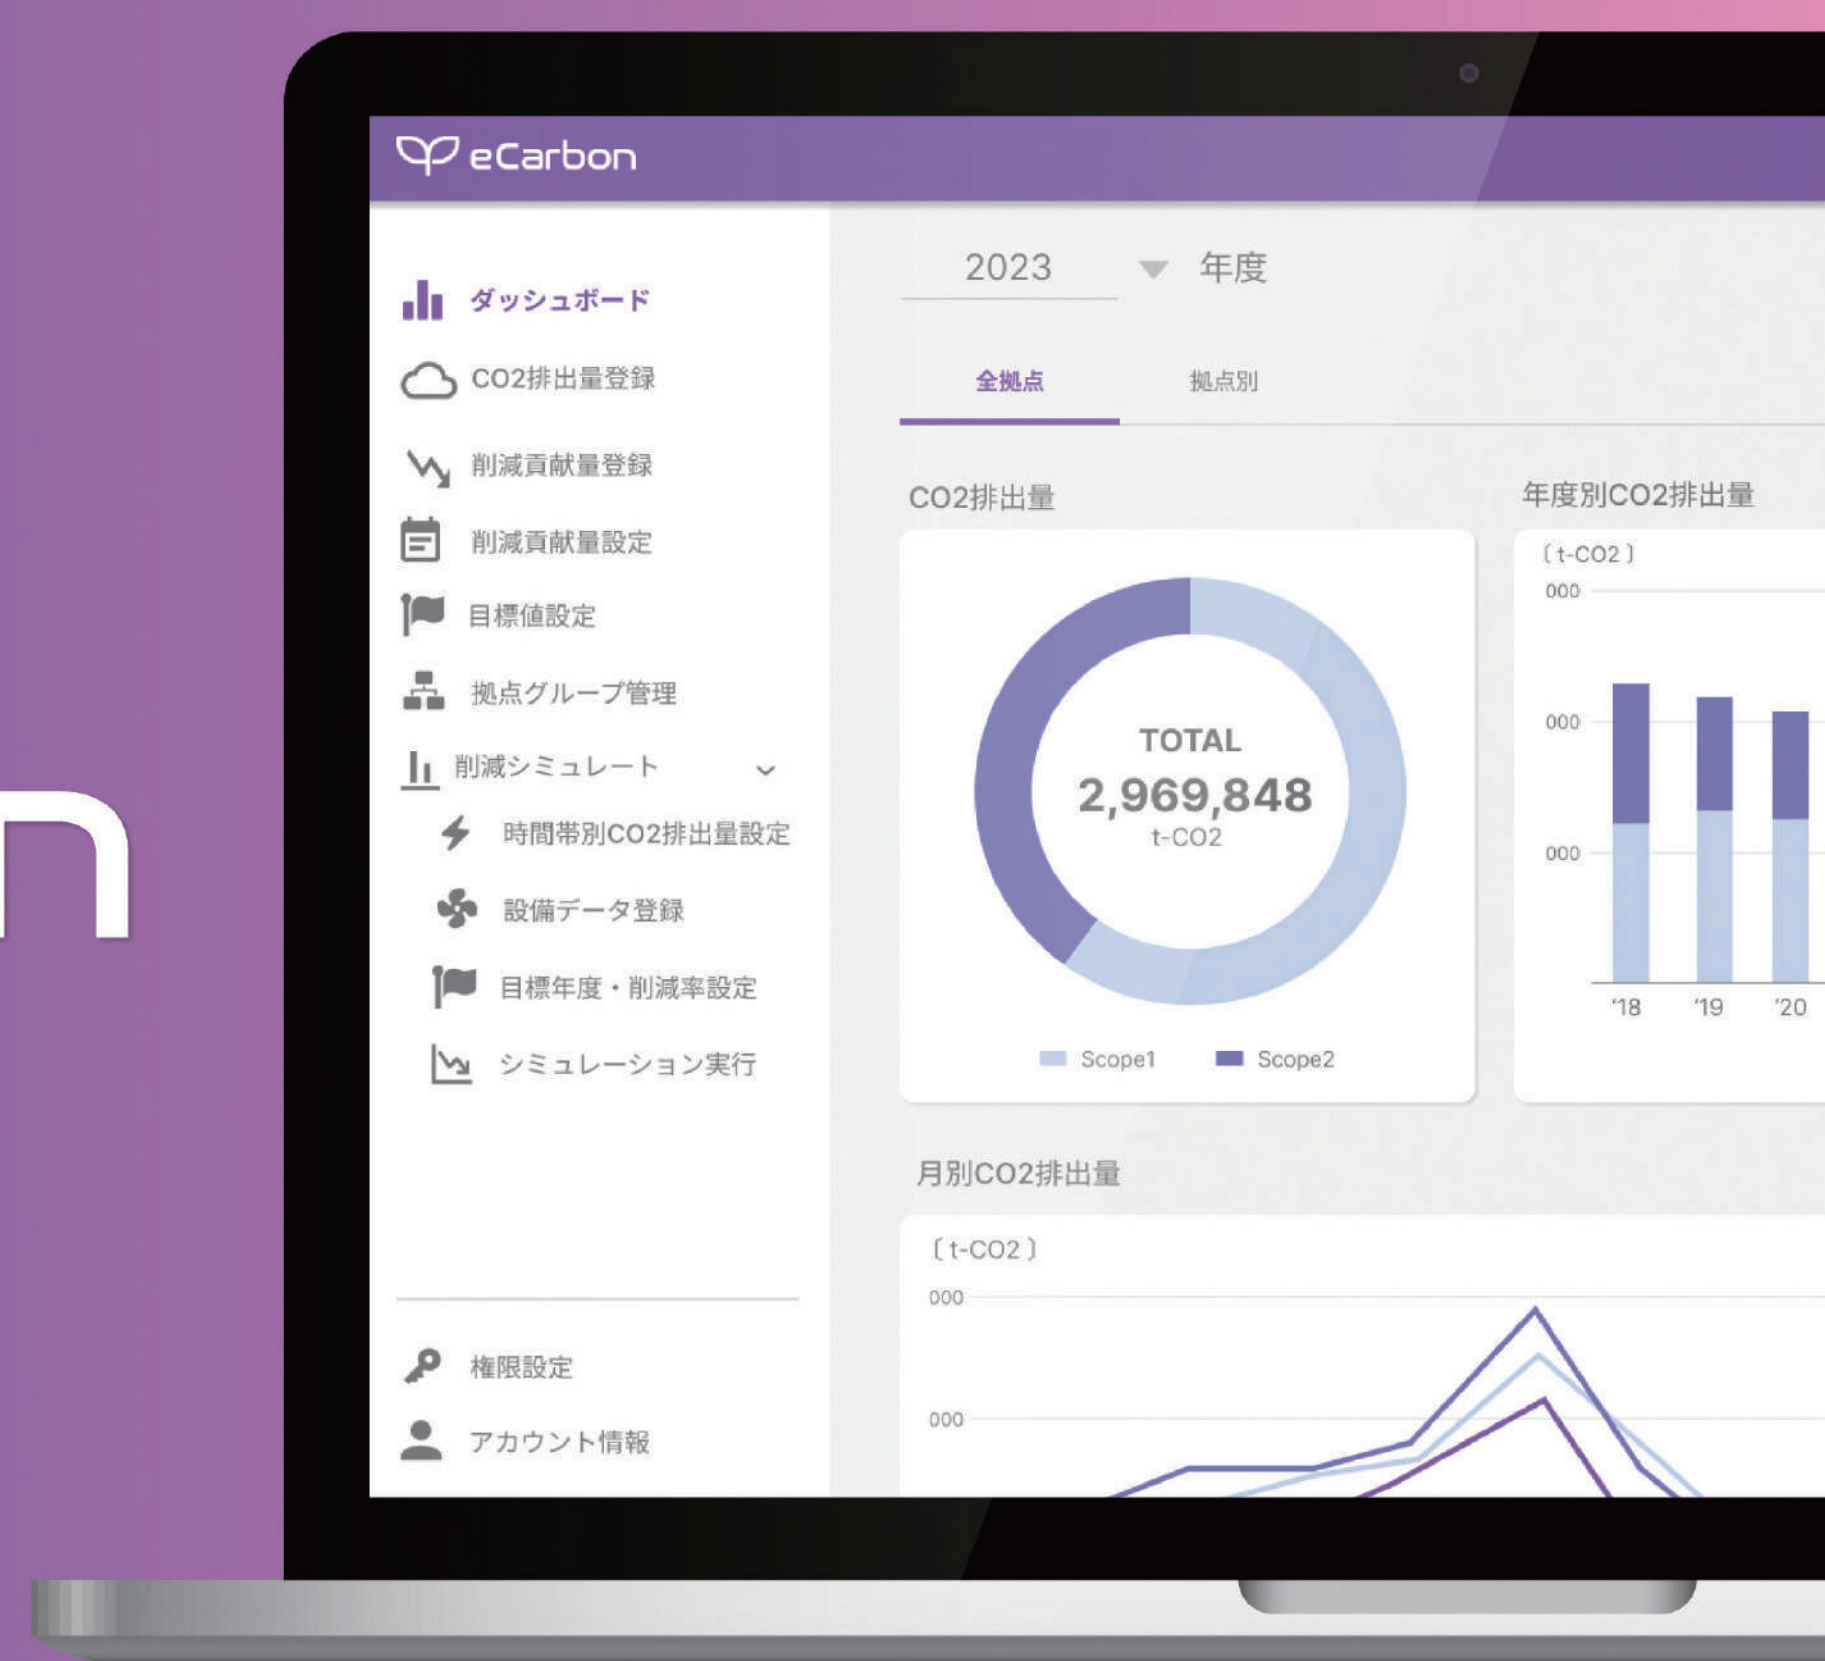 n
eCarbon
ダッシュボード
CO2排出量登録
削減貢献量登録
削減貢献量設定
目標値設定
拠点グループ管理
削減シミュレート
時間帯別CO2排出量設定
設備データ登録
目標年度・削減率設定
シミュレーション実行
権限設定
アカウント情報
2023 年度
全拠点 拠点別
CO2排出量
TOTAL
2,969,848
t-CO2
Scope1 Scope2
年度別CO2排出量
〔t-CO2〕
000
000
000
‘18 ‘19 ‘20
月別CO2排出量
〔t-CO2〕
000
000